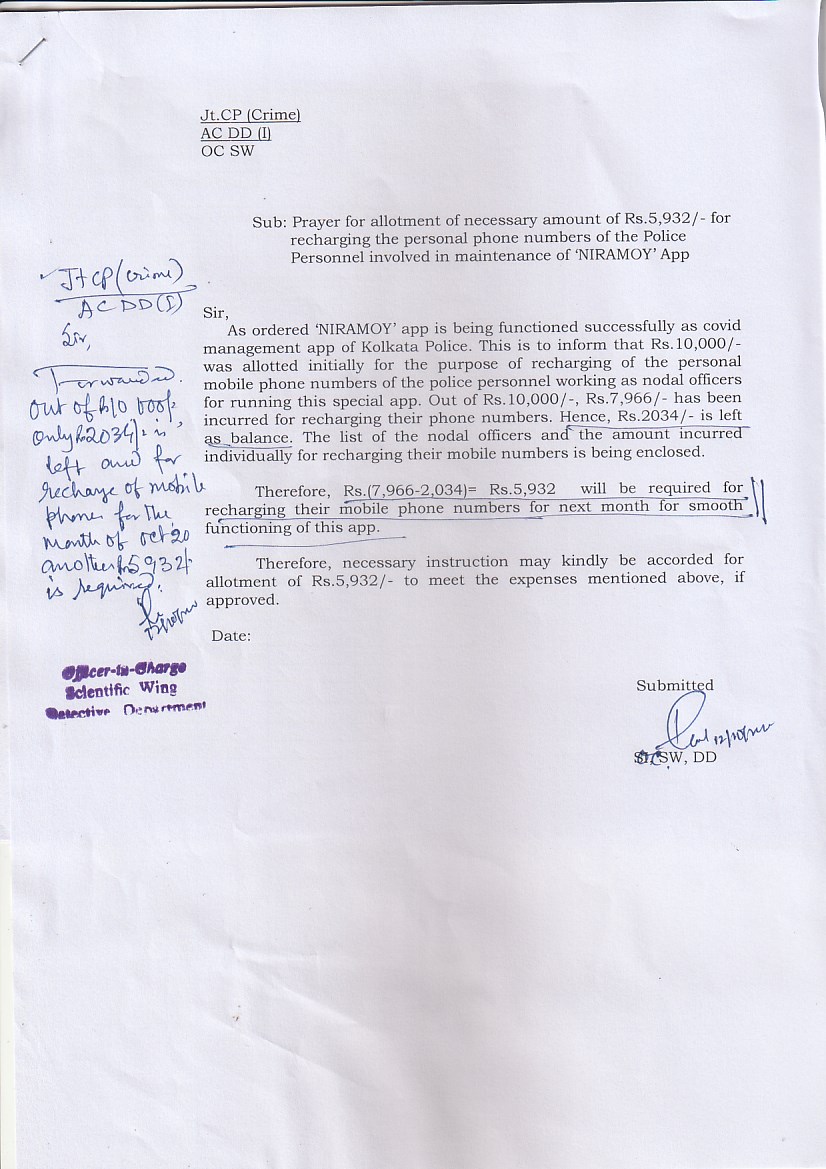 Jt.CP (Crime)
AC DD (I)
OC SW
Sub: Prayer for allotment of necessary amount of Rs.5,932/- for
recharging the personal phone numbers of the Police
Personnel involved in maintenance of ‘NIRAMOY’ App
Jt CP (Crime)
AC DD (I)
Sir,
Forwarded.
Out of Rs10 000/-
only Rs2034/- is
left and for
recharge of mobile
phone for the
month of Oct 20
another Rs5932/-
is required.
Officer-in-Charge
Scientific Wing
Detective Department
Sir,
As ordered ‘NIRAMOY’ app is being functioned successfully as covid
management app of Kolkata Police. This is to inform that Rs.10,000/-
was allotted initially for the purpose of recharging of the personal
mobile phone numbers of the police personnel working as nodal officers
for running this special app. Out of Rs.10,000/-, Rs.7,966/- has been
incurred for recharging their phone numbers. Hence, Rs.2034/- is left
as balance. The list of the nodal officers and the amount incurred
individually for recharging their mobile numbers is being enclosed.
Therefore, Rs.(7,966-2,034)= Rs.5,932 will be required for
recharging their mobile phone numbers for next month for smooth
functioning of this app.
Therefore, necessary instruction may kindly be accorded for
allotment of Rs.5,932/- to meet the expenses mentioned above, if
approved.
Date:
Submitted
SW, DD